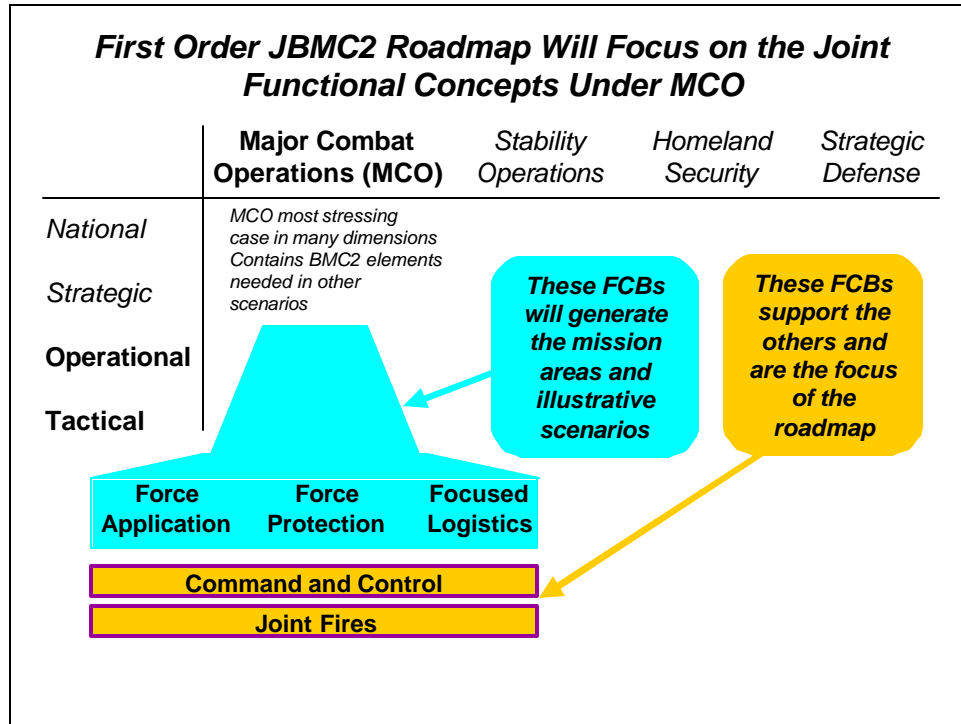 First Order JBMC2 Roadmap Will Focus on the Joint
Functional Concepts Under MCO
Major Combat
Operations (MCO)
Stability
Operations
Homeland
Security
Strategic
Defense
National
Strategic
Operational
Tactical
MCO most stressing
case in many dimensions
Contains BMC2 elements
needed in other
scenarios
These FCBs
will generate
the mission
areas and
illustrative
scenarios
These FCBs
support the
others and
are the focus
of the
roadmap
Force
Application
Force
Protection
Focused
Logistics
Command and Control
Joint Fires